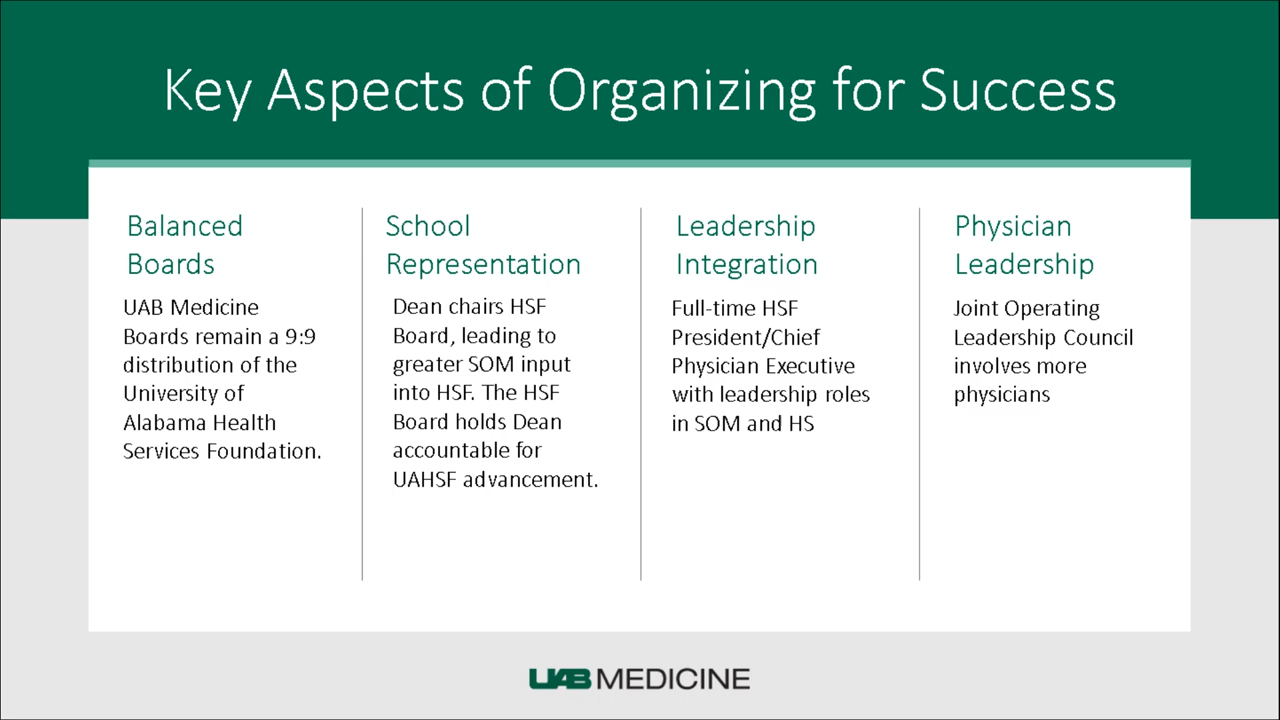 Key Aspects of Organizing for Success
Balanced
Boards
UAB Medicine
Boards remain a 9:9
distribution of the
University of
Alabama Health
Services Foundation.
School
Representation
Dean chairs HSF
Board, leading to
greater SOM input
into HSF. The HSF
Board holds Dean
accountable for
UAHSF advancement.
Leadership
Integration
Full-time HSF
President/Chief
Physician Executive
with leadership roles
in SOM and HS
Physician
Leadership
Joint Operating
Leadership Council
involves more
physicians
UAB MEDICINE